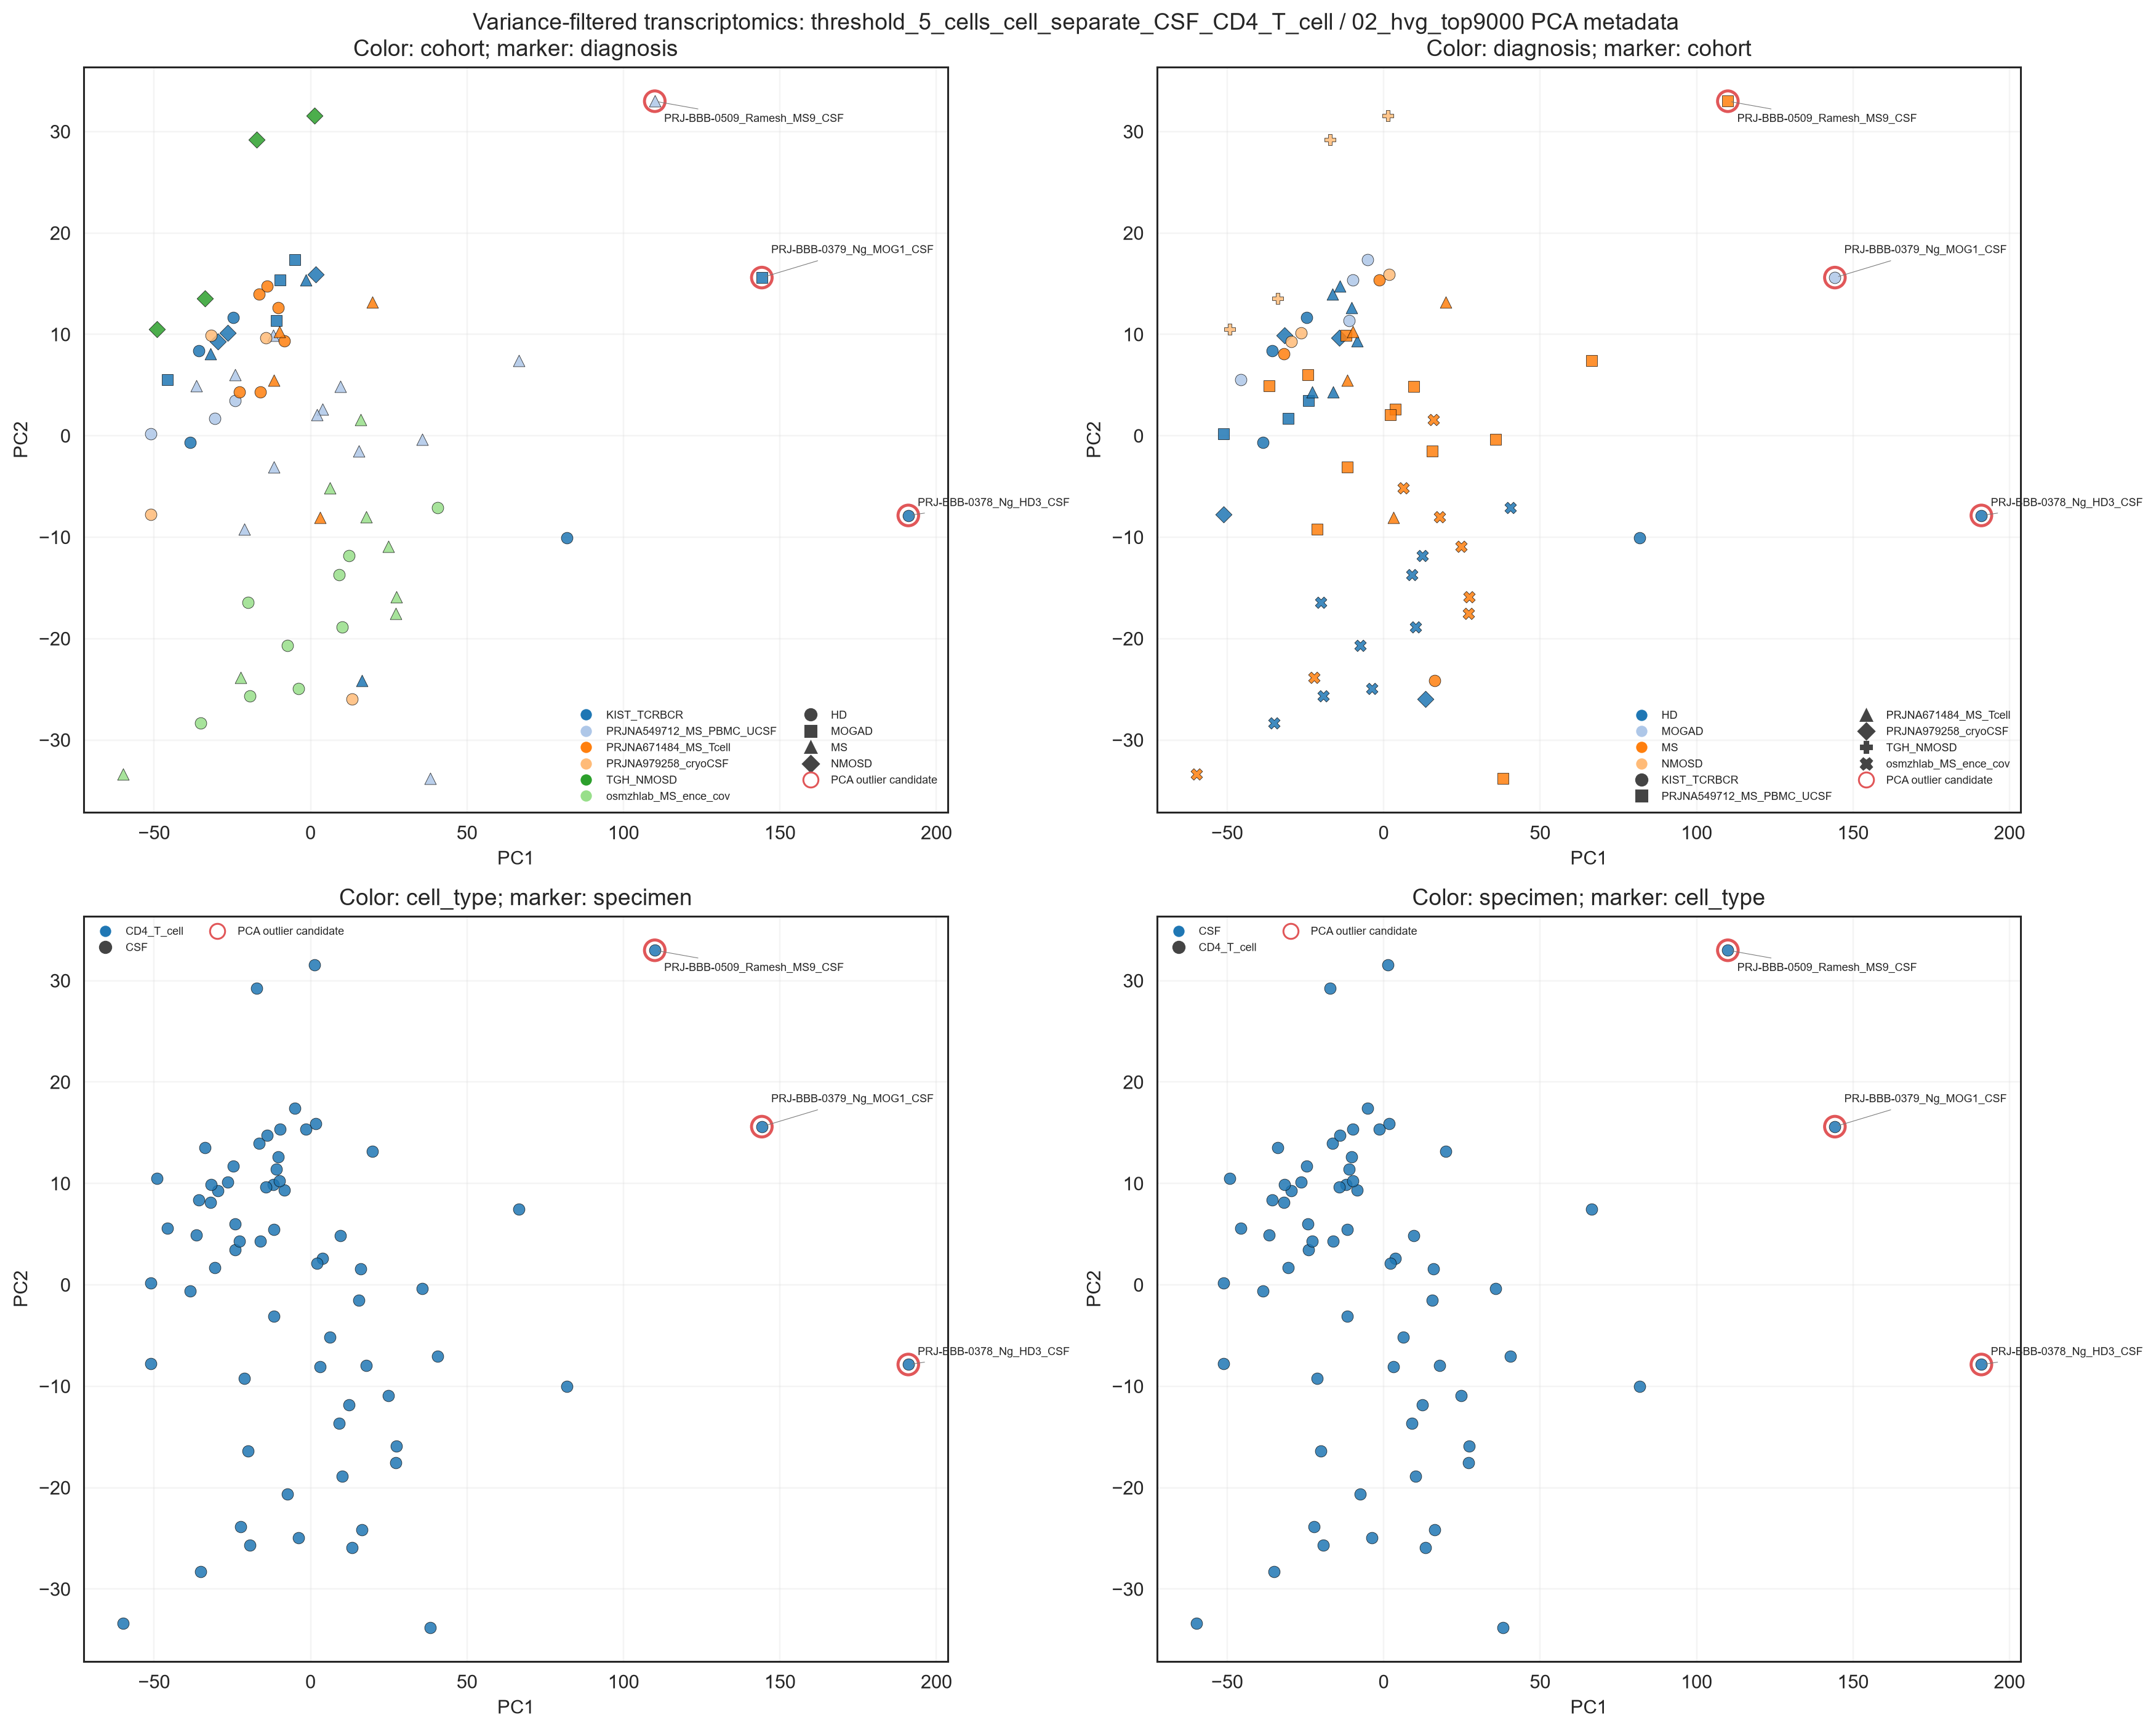 Variance-filtered transcriptomics: threshold_5_cells_cell_separate_CSF_CD4_T_cell / 02_hvg_top9000 PCA metadata
Color: cohort; marker: diagnosis
PRJ-BBB-0509_Ramesh_MS9_CSF
PRJ-BBB-0379_Ng_MOG1_CSF
PRJ-BBB-0378_Ng_HD3_CSF
30
20
10
0
−10
−20
−30
PC2
KIST_TCRBCR
PRJNA549712_MS_PBMC_UCSF
PRJNA671484_MS_Tcell
PRJNA979258_cryoCSF
TGH_NMOSD
osmzhlab_MS_ence_cov
HD
MOGAD
MS
NMOSD
PCA outlier candidate
−50
0
50
100
150
200
PC1
Color: diagnosis; marker: cohort
PRJ-BBB-0509_Ramesh_MS9_CSF
PRJ-BBB-0379_Ng_MOG1_CSF
PRJ-BBB-0378_Ng_HD3_CSF
30
20
10
0
−10
−20
−30
PC2
HD
MOGAD
MS
NMOSD
KIST_TCRBCR
PRJNA549712_MS_PBMC_UCSF
PRJNA671484_MS_Tcell
PRJNA979258_cryoCSF
TGH_NMOSD
osmzhlab_MS_ence_cov
PCA outlier candidate
−50
0
50
100
150
200
PC1
Color: cell_type; marker: specimen
CD4_T_cell
CSF
PCA outlier candidate
PRJ-BBB-0509_Ramesh_MS9_CSF
PRJ-BBB-0379_Ng_MOG1_CSF
PRJ-BBB-0378_Ng_HD3_CSF
30
20
10
0
−10
−20
−30
PC2
−50
0
50
100
150
200
PC1
Color: specimen; marker: cell_type
CSF
CD4_T_cell
PCA outlier candidate
PRJ-BBB-0509_Ramesh_MS9_CSF
PRJ-BBB-0379_Ng_MOG1_CSF
PRJ-BBB-0378_Ng_HD3_CSF
30
20
10
0
−10
−20
−30
PC2
−50
0
50
100
150
200
PC1